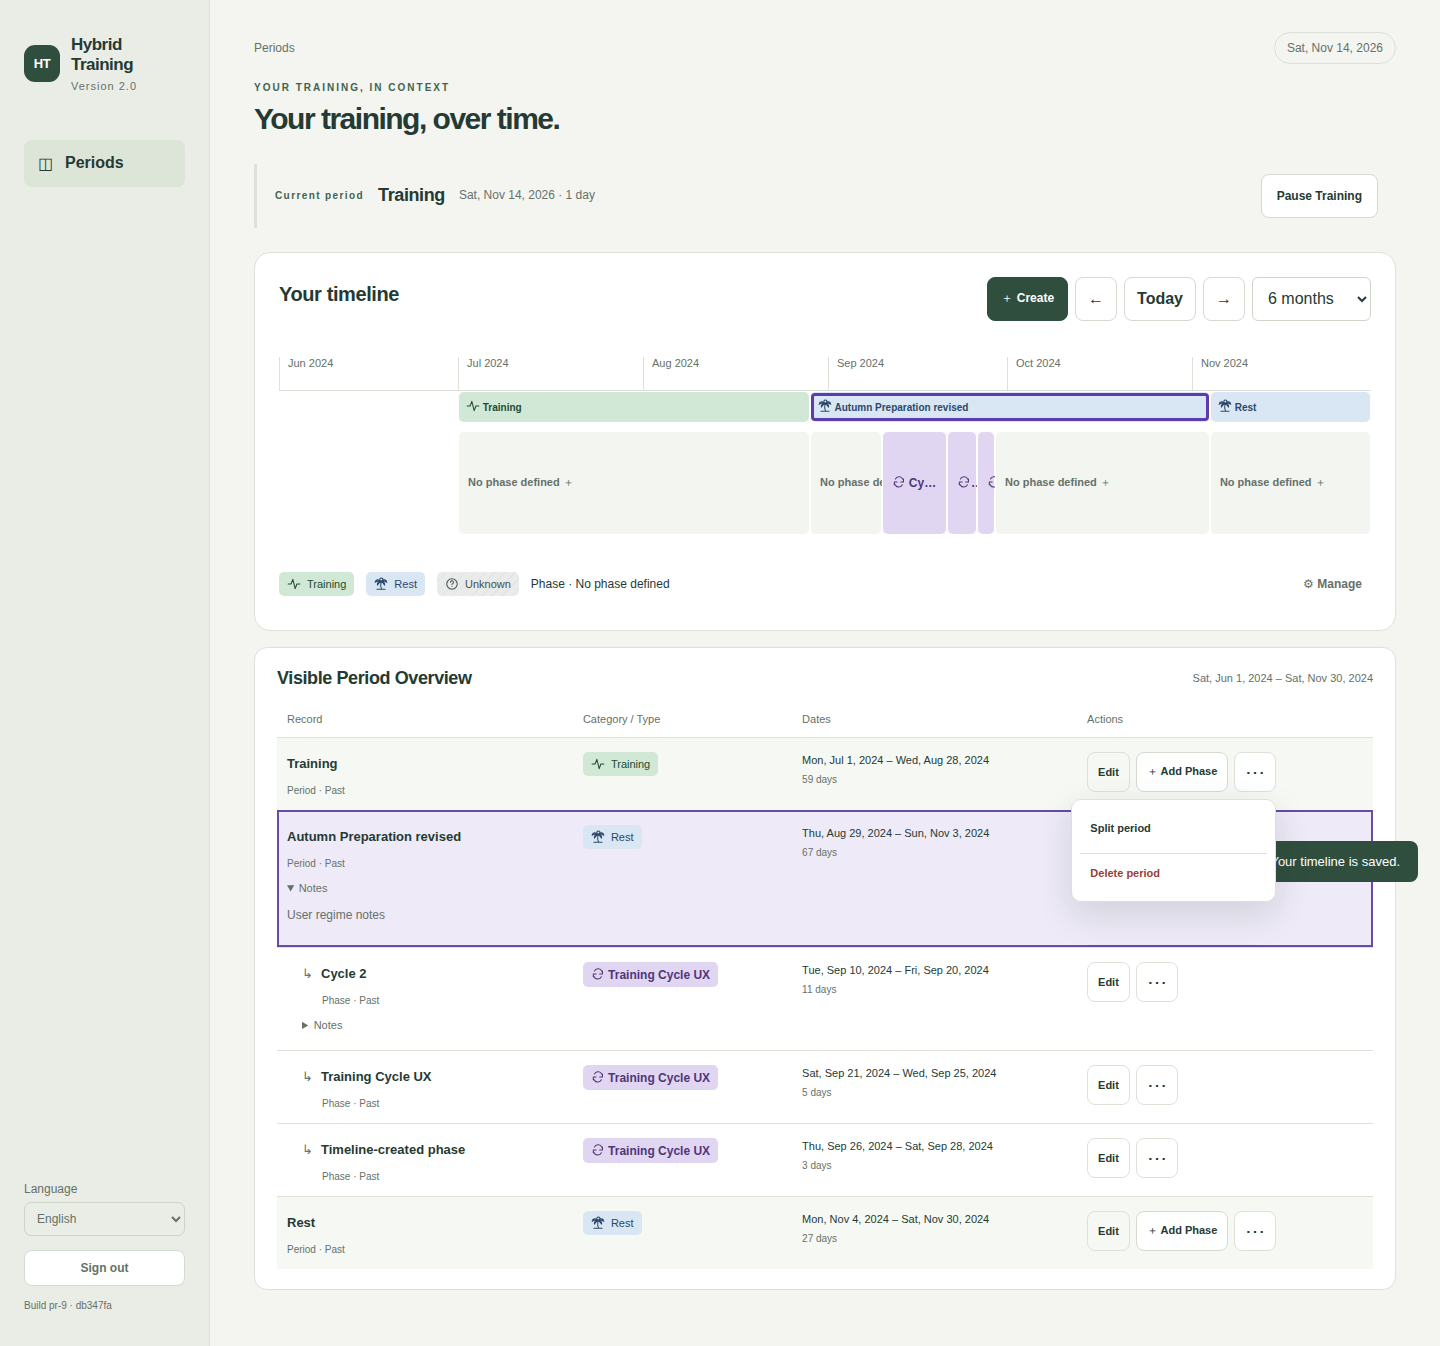 HT
Hybrid
Training
Version 2.0
Periods
Language
English
Sign out
Build pr-9 · db347fa
Periods
Sat, Nov 14, 2026
YOUR TRAINING, IN CONTEXT
Your training, over time.
Current period Training Sat, Nov 14, 2026 · 1 day
Pause Training
Your timeline
+ Create ← Today → 6 months
Jun 2024 Jul 2024 Aug 2024 Sep 2024 Oct 2024 Nov 2024
Training Autumn Preparation revised Rest
No phase defined + No phase de Cy... .. No phase defined + No phase defined +
Training Rest Unknown Phase · No phase defined
⚙ Manage
Visible Period Overview
Sat, Jun 1, 2024 – Sat, Nov 30, 2024
Record Category / Type Dates Actions
Training Training Mon, Jul 1, 2024 – Wed, Aug 28, 2024 Edit + Add Phase ···
Period · Past 59 days
Autumn Preparation revised Rest Thu, Aug 29, 2024 – Sun, Nov 3, 2024
Period · Past 67 days
▼ Notes
User regime notes
Split period
Delete period
Your timeline is saved.
↳ Cycle 2 Training Cycle UX Tue, Sep 10, 2024 – Fri, Sep 20, 2024 Edit ···
Phase · Past 11 days
▶ Notes
↳ Training Cycle UX Training Cycle UX Sat, Sep 21, 2024 – Wed, Sep 25, 2024 Edit ···
Phase · Past 5 days
↳ Timeline-created phase Training Cycle UX Thu, Sep 26, 2024 – Sat, Sep 28, 2024 Edit ···
Phase · Past 3 days
Rest Rest Mon, Nov 4, 2024 – Sat, Nov 30, 2024 Edit + Add Phase ···
Period · Past 27 days